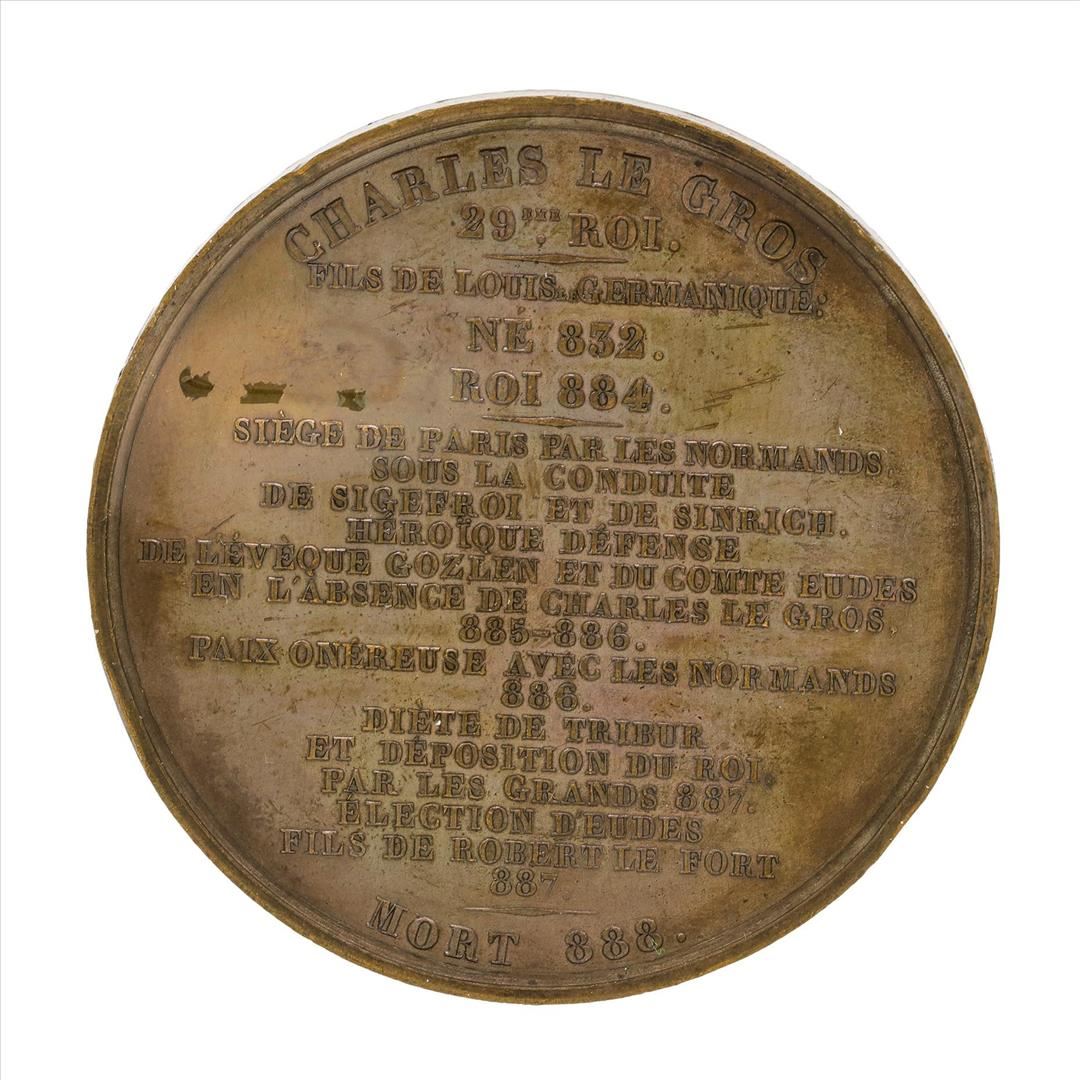 CHARLES LE GROS
29EME ROI.
FILS DE LOUIS. GERMANIQUE:
NÉ 832.
ROI 884.
SIÈGE DE PARIS PAR LES NORMANDS.
SOUS LA CONDUITE
DE SIGEFROI ET DE SINRICH.
HÉROÏQUE DÉFENSE
DE L'ÉVÈQUE GOZLEN ET DU COMTE EUDES
EN L'ABSENCE DE CHARLES LE GROS.
885-886.
PAIX ONÉREUSE AVEC LES NORMANDS
886.
DIÈTE DE TRIBUR
ET DÉPOSITION DU ROI.
PAR LES GRANDS 887.
ÉLECTION D'EUDES
FILS DE ROBERT LE FORT
887.
MORT 888.